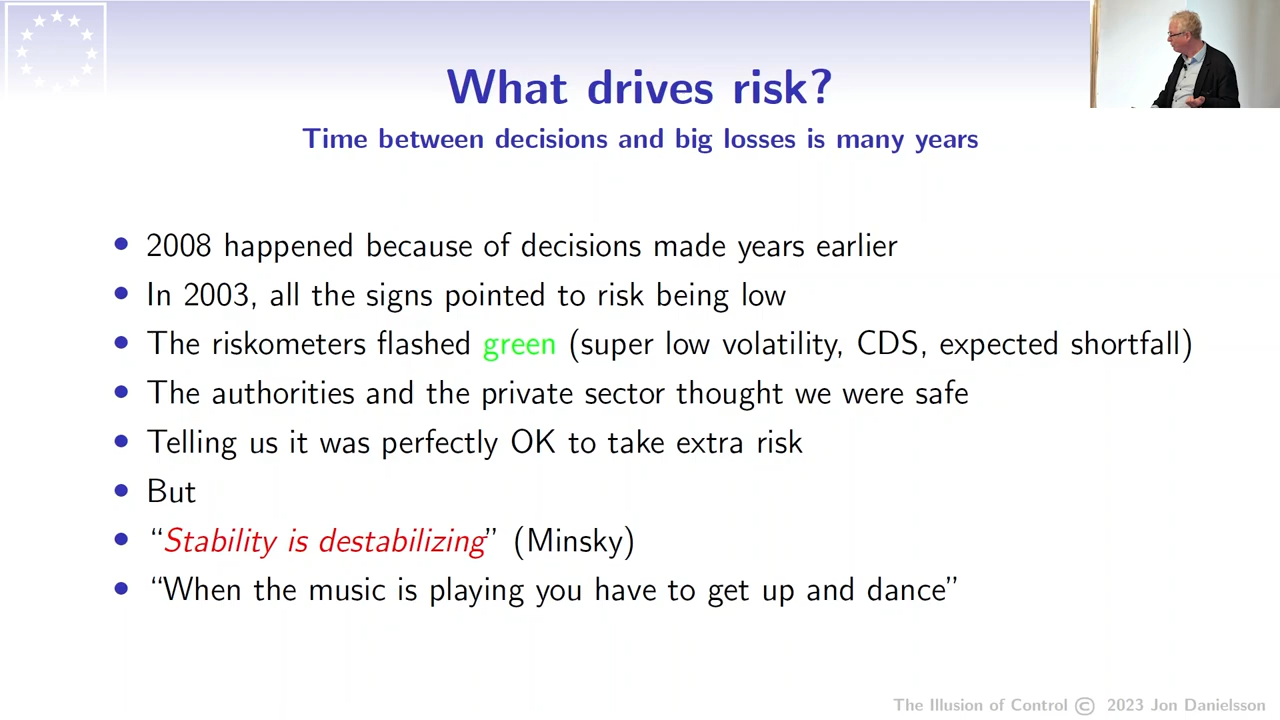 What drives risk?
Time between decisions and big losses is many years
• 2008 happened because of decisions made years earlier
• In 2003, all the signs pointed to risk being low
• The riskometers flashed green (super low volatility, CDS, expected shortfall)
• The authorities and the private sector thought we were safe
• Telling us it was perfectly OK to take extra risk
• But
• “Stability is destabilizing” (Minsky)
• “When the music is playing you have to get up and dance”
The Illusion of Control © 2023 Jon Danielsson